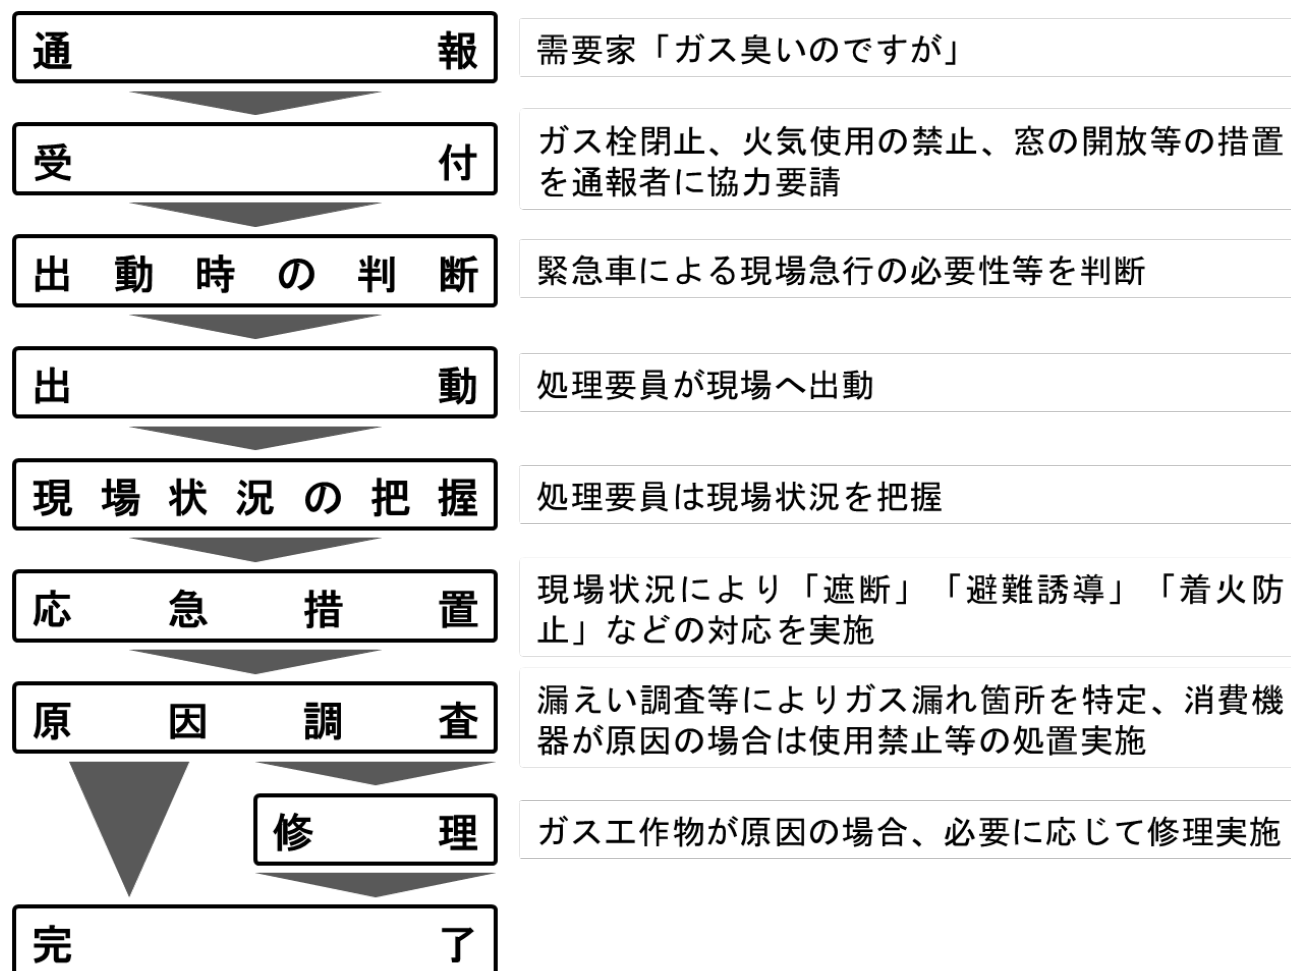 通報
需要家「ガス臭いのですが」
受付
ガス栓閉止、火気使用の禁止、窓の開放等の措置
を通報者に協力要請
出動時の判断
緊急車による現場急行の必要性等を判断
出動
処理要員が現場へ出動
現場状況の把握
処理要員は現場状況を把握
応急措置
現場状況により「遮断」「避難誘導」「着火防
止」などの対応を実施
原因調査
漏えい調査等によりガス漏れ箇所を特定、消費機
器が原因の場合は使用禁止等の処置実施
修理
ガス工作物が原因の場合、必要に応じて修理実施
完了